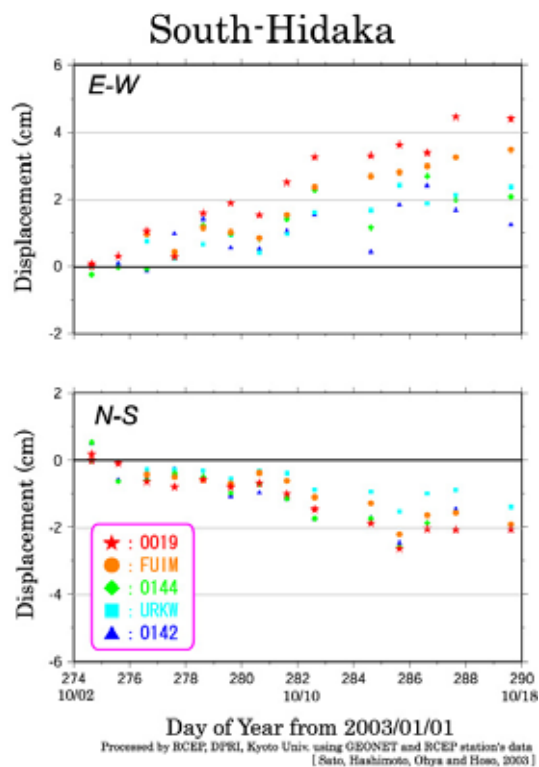 South-Hidaka
E-W
Displacement (cm)
6
4
2
0
-2
N-S
Displacement (cm)
2
0
-2
-4
-6
★ : 0019
● : FUIM
◆ : 0144
■ : URKW
▲ : 0142
274 276 278 280 282 284 286 288 290
10/02 10/10 10/18
Day of Year from 2003/01/01
Processed by RCEP, DPRI, Kyoto Univ. using GEONET and RCEP station's data
[ Sato, Hashimoto, Ohya and Hoso, 2003 ]